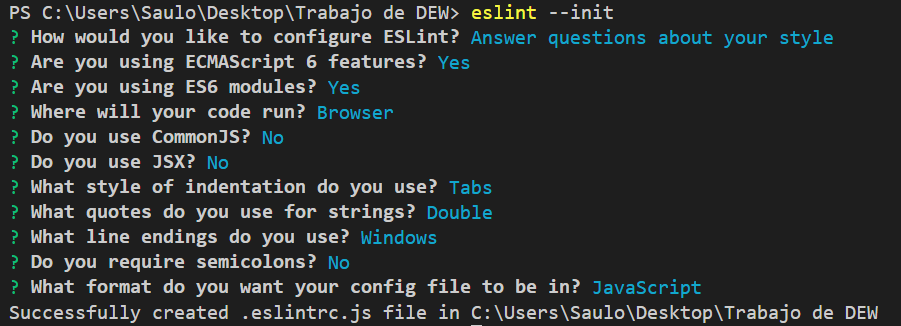 PS C:\Users\Saulo\Desktop\Trabajo de DEW> eslint --init
? How would you like to configure ESLint? Answer questions about your style
? Are you using ECMAScript 6 features? Yes
? Are you using ES6 modules? Yes
? Where will your code run? Browser
? Do you use CommonJS? No
? Do you use JSX? No
? What style of indentation do you use? Tabs
? What quotes do you use for strings? Double
? What line endings do you use? Windows
? Do you require semicolons? No
? What format do you want your config file to be in? JavaScript
Successfully created .eslintrc.js file in C:\Users\Saulo\Desktop\Trabajo de DEW